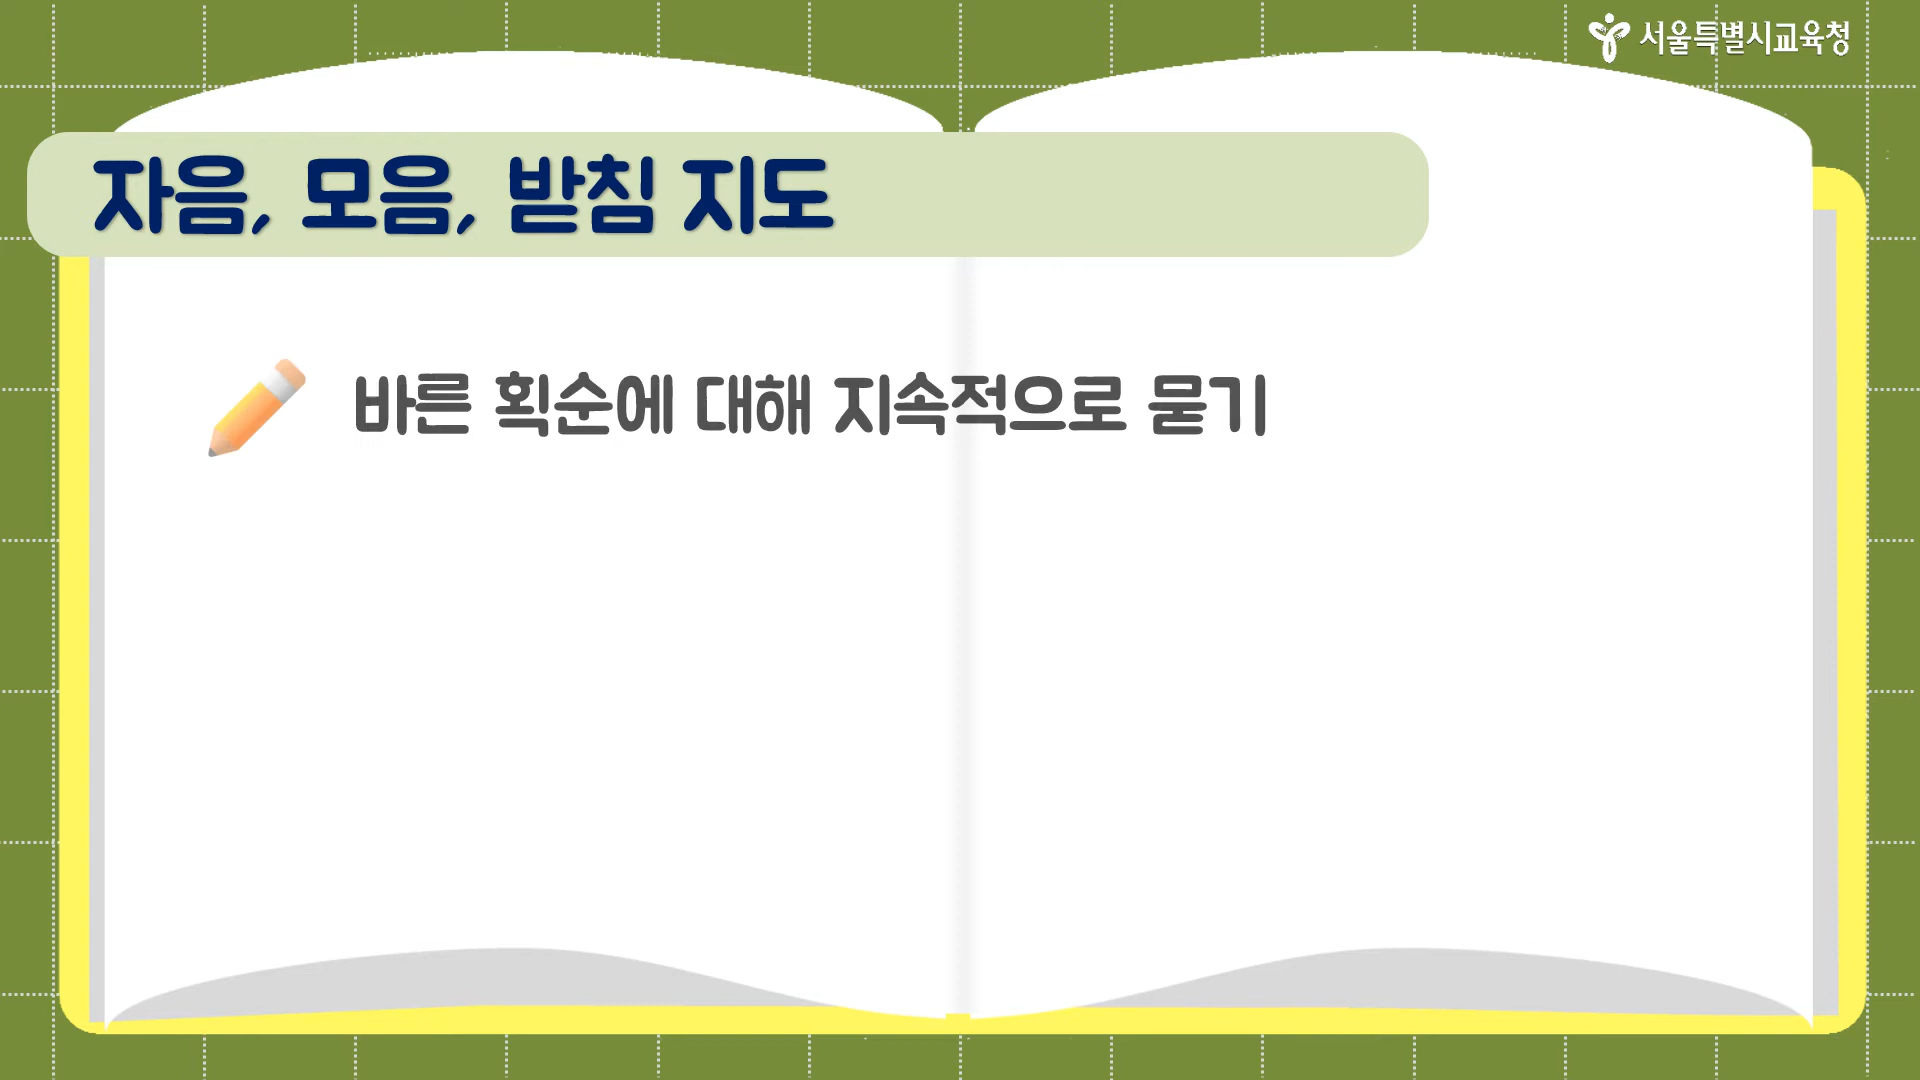 서울특별시교육청
자음, 모음, 받침 지도
바른 획순에 대해 지속적으로 묻기